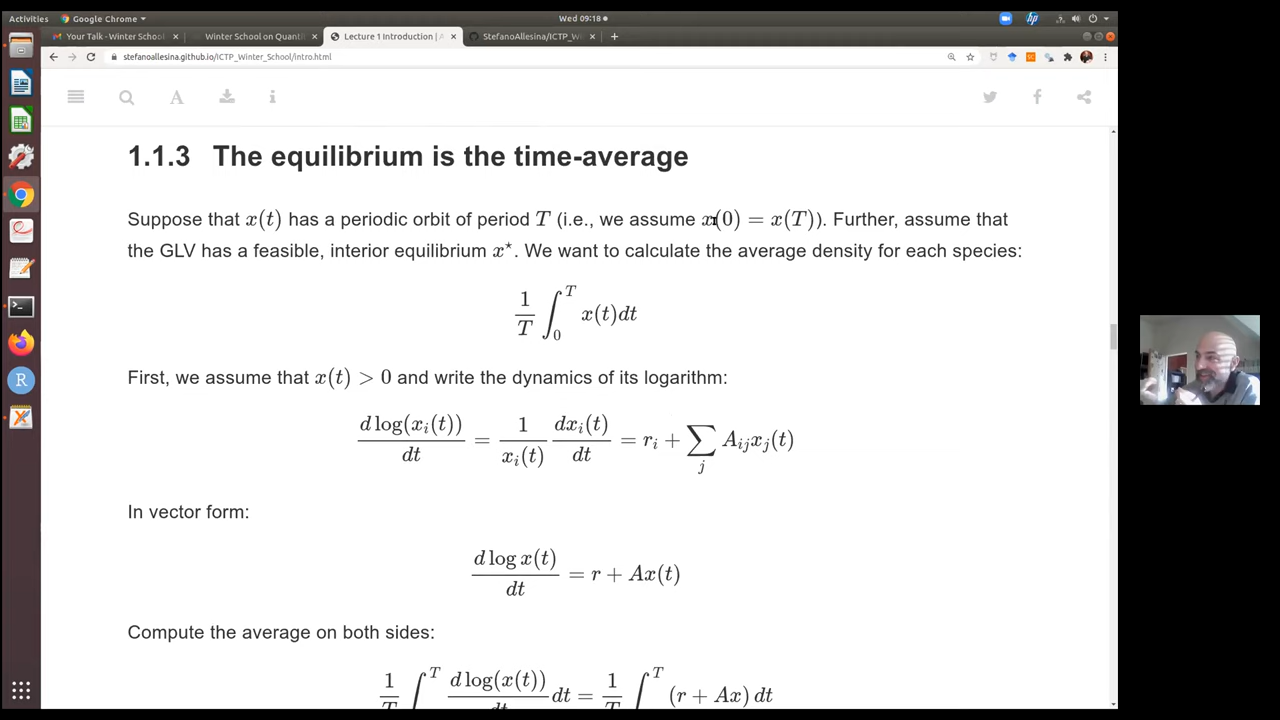 Activities
Google Chrome
Wed 09:18
Your Talk - Winter School
Winter School on Quanti
Lecture 1 Introduction | A
StefanoAllesina/ICTP_Wi
stefanoallesina.github.io/ICTP_Winter_School/intro.html
1.1.3 The equilibrium is the time-average
Suppose that x(t) has a periodic orbit of period T (i.e., we assume x(0) = x(T)). Further, assume that
the GLV has a feasible, interior equilibrium x⋆. We want to calculate the average density for each species:
1/T ∫_0^T x(t)dt
First, we assume that x(t) > 0 and write the dynamics of its logarithm:
d log(x_i(t))/dt = 1/x_i(t) dx_i(t)/dt = r_i + ∑_j A_ij x_j(t)
In vector form:
d log x(t)/dt = r + Ax(t)
Compute the average on both sides:
1/T ∫^T d log(x(t))/dt dt = 1/T ∫^T (r + Ax) dt